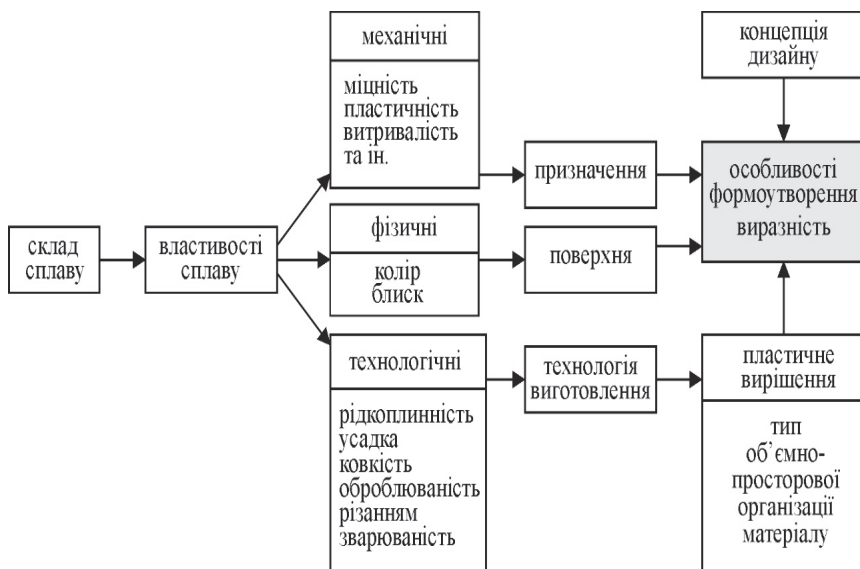 склад
сплаву
властивості
сплаву
механічні
міцність
пластичність
витривалість
та ін.
фізичні
колір
блиск
технологічні
рідкоплинність
усадка
ковкість
оброблюваність
різанням
зварюваність
призначення
поверхня
технологія
виготовлення
концепція
дизайну
особливості
формоутворення
виразність
пластичне
вирішення
тип
об’ємно-
просторової
організації
матеріалу